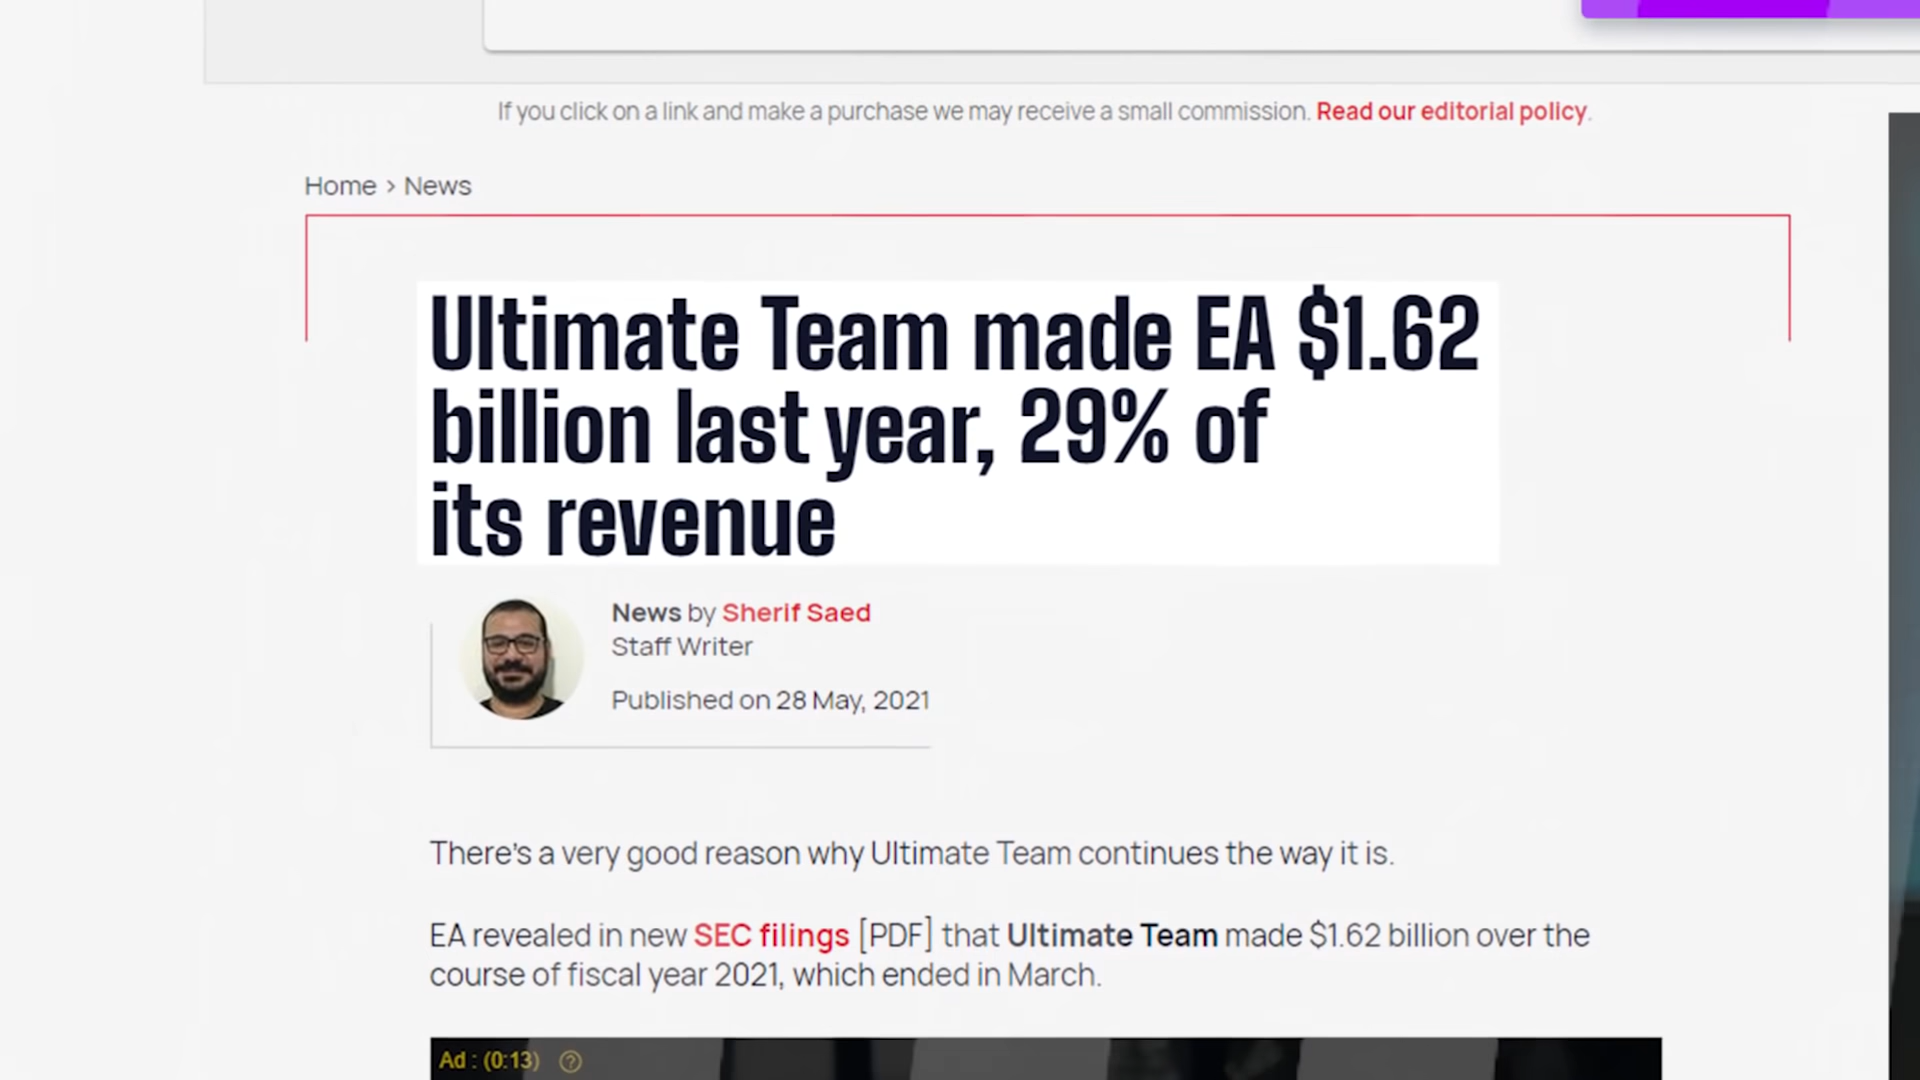 If you click on a link and make a purchase we may receive a small commission. Read our editorial policy.
Home > News
Ultimate Team made EA $1.62
billion last year, 29% of
its revenue
News by Sherif Saed
Staff Writer
Published on 28 May, 2021
There's a very good reason why Ultimate Team continues the way it is.
EA revealed in new SEC filings [PDF] that Ultimate Team made $1.62 billion over the
course of fiscal year 2021, which ended in March.
Ad : (0:13) ?